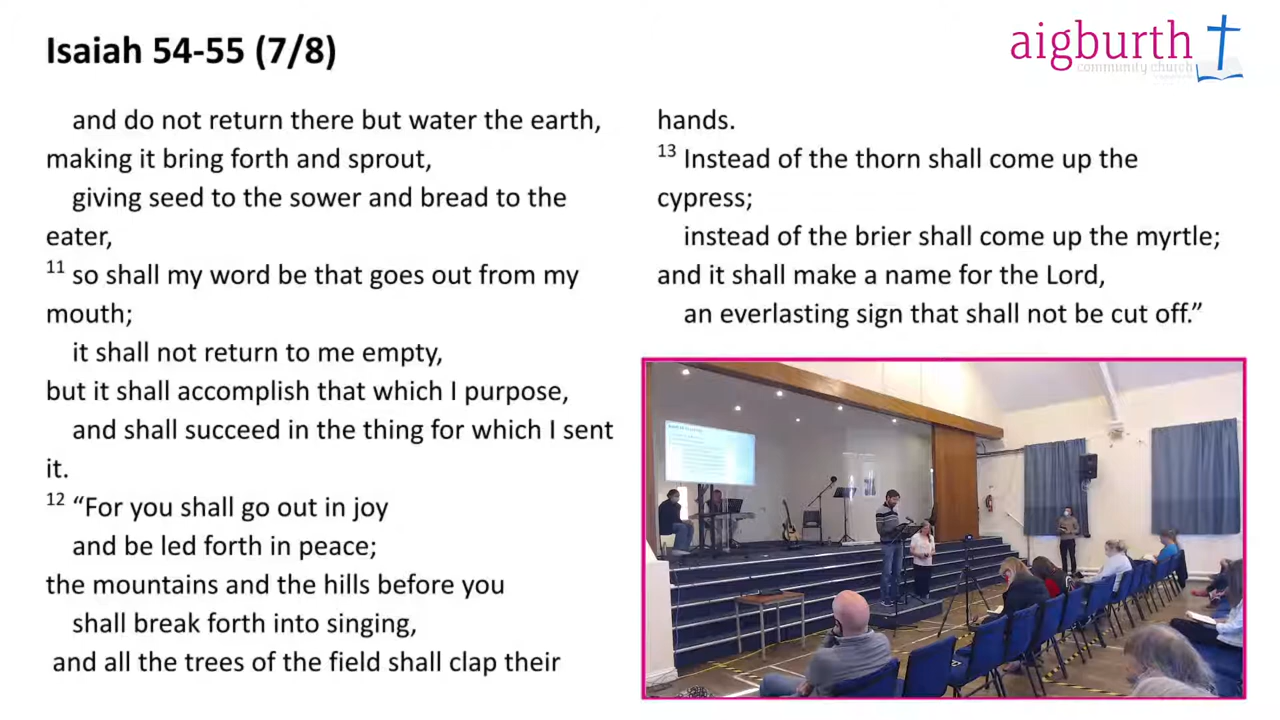 Isaiah 54-55 (7/8)
aigburth
community church
and do not return there but water the earth,
making it bring forth and sprout,
giving seed to the sower and bread to the
eater,
11 so shall my word be that goes out from my
mouth;
it shall not return to me empty,
but it shall accomplish that which I purpose,
and shall succeed in the thing for which I sent
it.
12 “For you shall go out in joy
and be led forth in peace;
the mountains and the hills before you
shall break forth into singing,
and all the trees of the field shall clap their
hands.
13 Instead of the thorn shall come up the
cypress;
instead of the brier shall come up the myrtle;
and it shall make a name for the Lord,
an everlasting sign that shall not be cut off.”